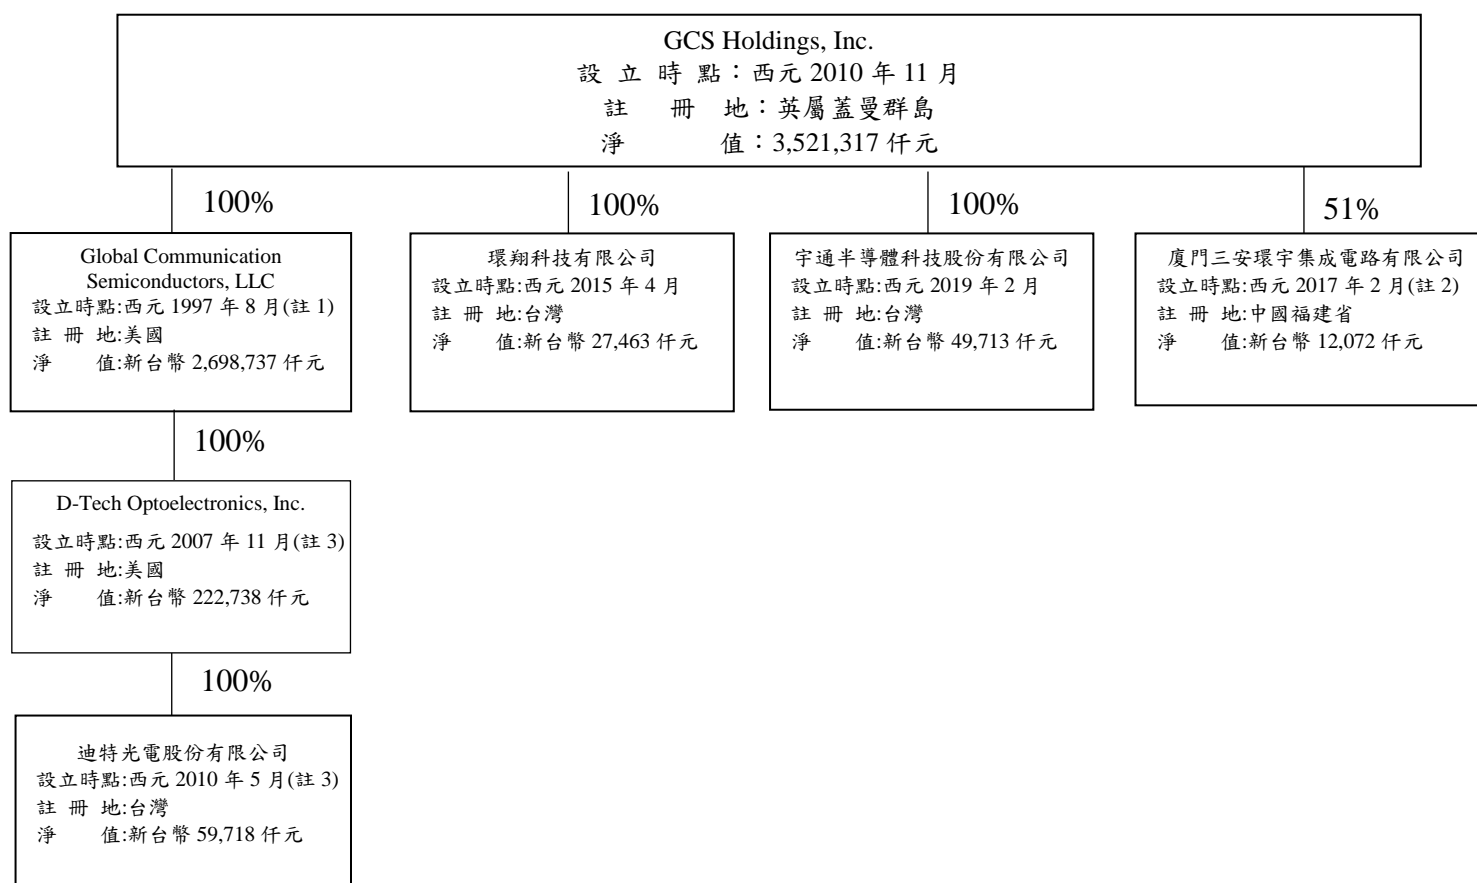 GCS Holdings, Inc.
設 立 時 點：西元 2010 年 11 月
註 冊 地：英屬蓋曼群島
淨 值：3,521,317 仟元
100%
100%
100%
51%
Global Communication
Semiconductors, LLC
設立時點:西元 1997 年 8 月(註 1)
註 冊 地:美國
淨 值:新台幣 2,698,737 仟元
環翔科技有限公司
設立時點:西元 2015 年 4 月
註 冊 地:台灣
淨 值:新台幣 27,463 仟元
宇通半導體科技股份有限公司
設立時點:西元 2019 年 2 月
註 冊 地:台灣
淨 值:新台幣 49,713 仟元
廈門三安環宇集成電路有限公司
設立時點:西元 2017 年 2 月(註 2)
註 冊 地:中國福建省
淨 值:新台幣 12,072 仟元
100%
D-Tech Optoelectronics, Inc.
設立時點:西元 2007 年 11 月(註 3)
註 冊 地:美國
淨 值:新台幣 222,738 仟元
100%
迪特光電股份有限公司
設立時點:西元 2010 年 5 月(註 3)
註 冊 地:台灣
淨 值:新台幣 59,718 仟元